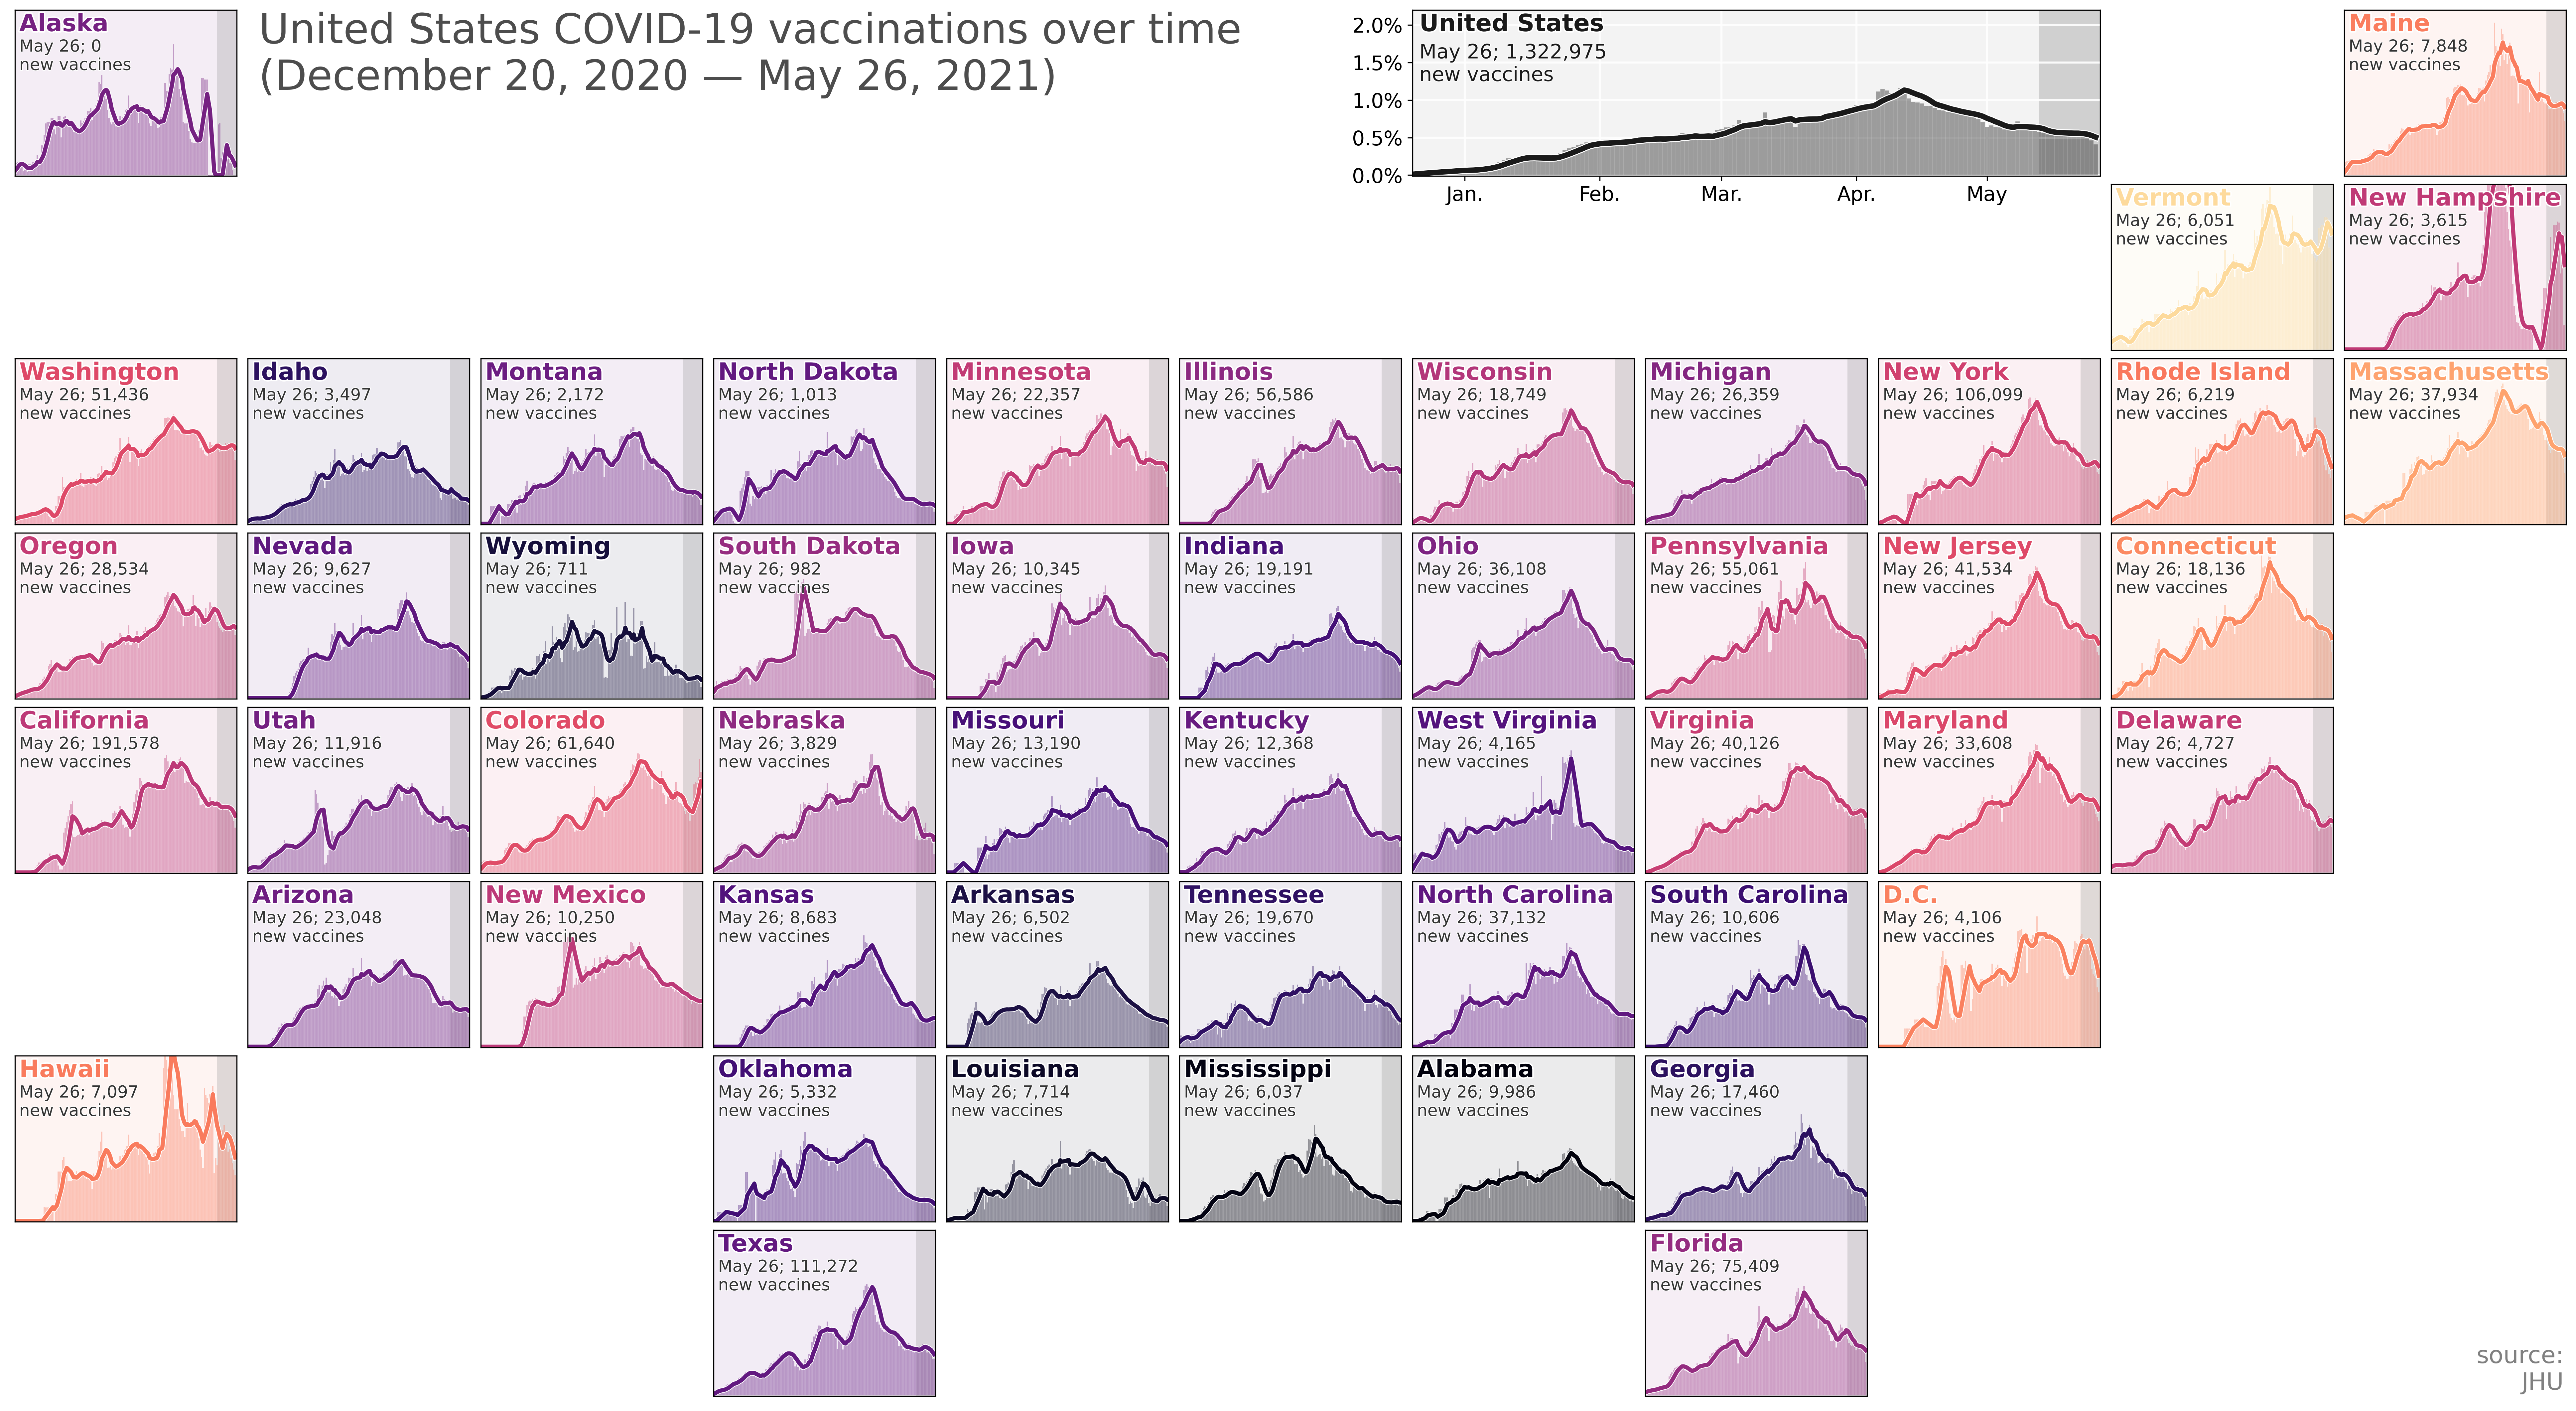 Alaska
May 26; 0
new vaccines
United States COVID-19 vaccinations over time
(December 20, 2020 — May 26, 2021)
2.0%
1.5%
1.0%
0.5%
0.0%
United States
May 26; 1,322,975
new vaccines
Jan.
Feb.
Mar.
Apr.
May
Maine
May 26; 7,848
new vaccines
Vermont
May 26; 6,051
new vaccines
New Hampshire
May 26; 3,615
new vaccines
Washington
May 26; 51,436
new vaccines
Idaho
May 26; 3,497
new vaccines
Montana
May 26; 2,172
new vaccines
North Dakota
May 26; 1,013
new vaccines
Minnesota
May 26; 22,357
new vaccines
Illinois
May 26; 56,586
new vaccines
Wisconsin
May 26; 18,749
new vaccines
Michigan
May 26; 26,359
new vaccines
New York
May 26; 106,099
new vaccines
Rhode Island
May 26; 6,219
new vaccines
Massachusetts
May 26; 37,934
new vaccines
Oregon
May 26; 28,534
new vaccines
Nevada
May 26; 9,627
new vaccines
Wyoming
May 26; 711
new vaccines
South Dakota
May 26; 982
new vaccines
Iowa
May 26; 10,345
new vaccines
Indiana
May 26; 19,191
new vaccines
Ohio
May 26; 36,108
new vaccines
Pennsylvania
May 26; 55,061
new vaccines
New Jersey
May 26; 41,534
new vaccines
Connecticut
May 26; 18,136
new vaccines
California
May 26; 191,578
new vaccines
Utah
May 26; 11,916
new vaccines
Colorado
May 26; 61,640
new vaccines
Nebraska
May 26; 3,829
new vaccines
Missouri
May 26; 13,190
new vaccines
Kentucky
May 26; 12,368
new vaccines
West Virginia
May 26; 4,165
new vaccines
Virginia
May 26; 40,126
new vaccines
Maryland
May 26; 33,608
new vaccines
Delaware
May 26; 4,727
new vaccines
Arizona
May 26; 23,048
new vaccines
New Mexico
May 26; 10,250
new vaccines
Kansas
May 26; 8,683
new vaccines
Arkansas
May 26; 6,502
new vaccines
Tennessee
May 26; 19,670
new vaccines
North Carolina
May 26; 37,132
new vaccines
South Carolina
May 26; 10,606
new vaccines
D.C.
May 26; 4,106
new vaccines
Hawaii
May 26; 7,097
new vaccines
Oklahoma
May 26; 5,332
new vaccines
Louisiana
May 26; 7,714
new vaccines
Mississippi
May 26; 6,037
new vaccines
Alabama
May 26; 9,986
new vaccines
Georgia
May 26; 17,460
new vaccines
Texas
May 26; 111,272
new vaccines
Florida
May 26; 75,409
new vaccines
source:
JHU